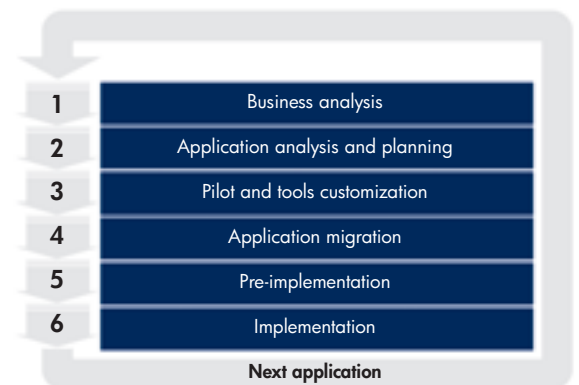 1 Business analysis
2 Application analysis and planning
3 Pilot and tools customization
4 Application migration
5 Pre-implementation
6 Implementation
Next application